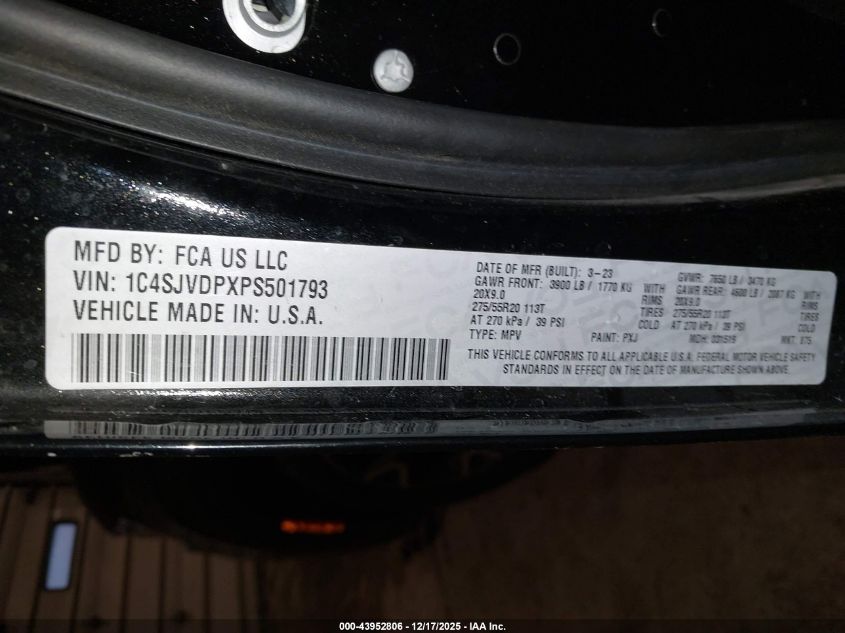 MFD BY: FCA US LLC
VIN: 1C4SJVDPXPS501793
VEHICLE MADE IN: U.S.A.
DATE OF MFR (BUILT): 3-23 GVWR: 7650 LB / 3470 KG
GAWR FRONT: 3900 LB / 1770 KG WITH GAWR REAR: 4600 LB / 2087 KG WITH
20X9.0 RIMS 20X9.0 RIMS
275/55R20 113T TIRES 275/55R20 113T TIRES
AT 270 kPa / 39 PSI COLD AT 270 kPa / 39 PSI COLD
TYPE: MPV PAINT: PXJ MDH: VKT:
THIS VEHICLE CONFORMS TO ALL APPLICABLE U.S.A. FEDERAL MOTOR VEHICLE SAFETY
STANDARDS IN EFFECT ON THE DATE OF MANUFACTURE SHOWN ABOVE.
000-43952806 - 12/17/2025 - IAA Inc.